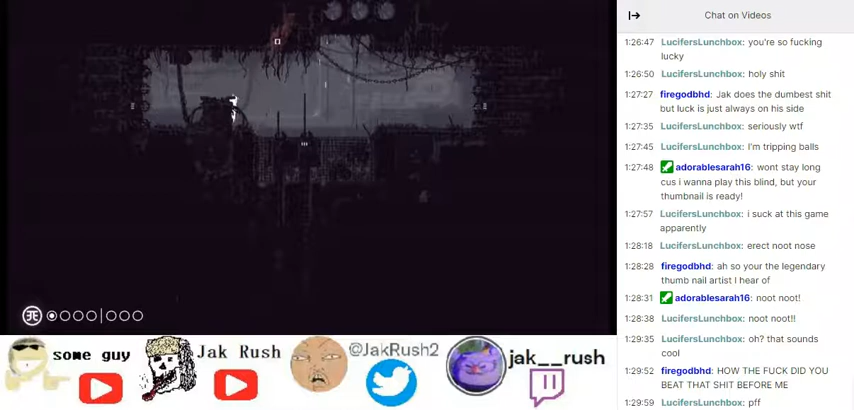 Chat on Videos
1:26:47 LucifersLunchbox: you're so fucking
lucky
1:26:50 LucifersLunchbox: holy shit
1:27:27 firegodbhd: Jak does the dumbest shit
but luck is just always on his side
1:27:35 LucifersLunchbox: seriously wtf
1:27:45 LucifersLunchbox: I'm tripping balls
1:27:48 adorablesarah16: wont stay long
cus i wanna play this blind, but your
thumbnail is ready!
1:27:57 LucifersLunchbox: i suck at this game
apparently
1:28:18 LucifersLunchbox: erect noot nose
1:28:28 firegodbhd: ah so your the legendary
thumb nail artist I hear of
1:28:31 adorablesarah16: noot noot!
1:28:38 LucifersLunchbox: noot noot!!
1:29:35 LucifersLunchbox: oh? that sounds
cool
1:29:52 firegodbhd: HOW THE FUCK DID YOU
BEAT THAT SHIT BEFORE ME
1:29:59 LucifersLunchbox: pff
some guy
Jak Rush
@JakRush2
jak__rush